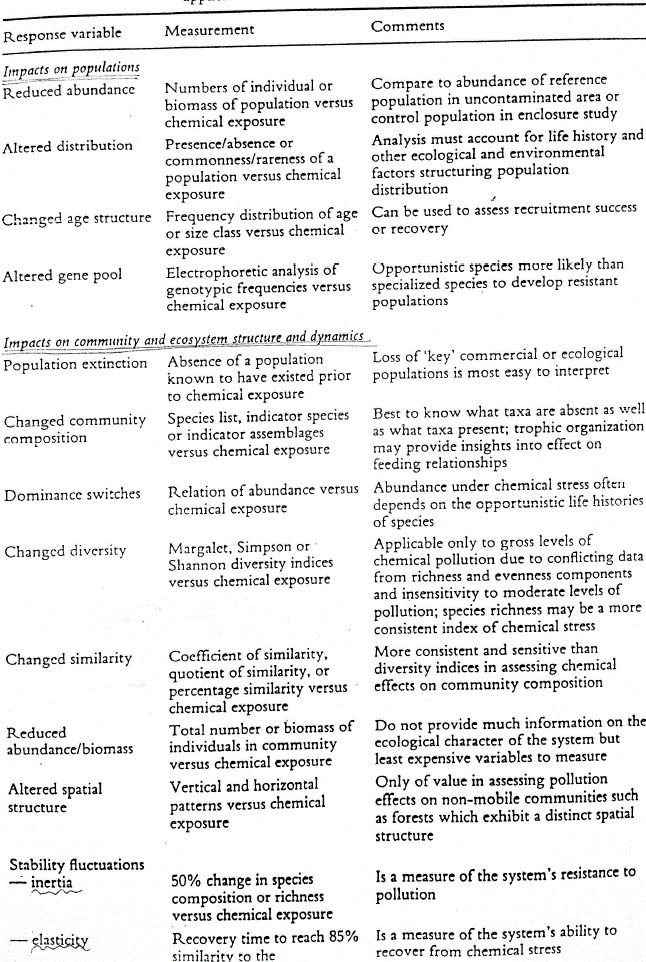 Response variable Measurement Comments
Impacts on populations
Reduced abundance Numbers of individual or Compare to abundance of reference
biomass of population versus population in uncontaminated area or
chemical exposure control population in enclosure study
Altered distribution Presence/absence or Analysis must account for life history and
commonness/rareness of a other ecological and environmental
population versus chemical factors structuring population
exposure distribution
Changed age structure Frequency distribution of age Can be used to assess recruitment success
or size class versus chemical or recovery
exposure
Altered gene pool Electrophoretic analysis of Opportunistic species more likely than
genotypic frequencies versus specialized species to develop resistant
chemical exposure populations
Impacts on community and ecosystem structure and dynamics
Population extinction Absence of a population Loss of ‘key’ commercial or ecological
known to have existed prior populations is most easy to interpret
to chemical exposure
Changed community Species list, indicator species Best to know what taxa are absent as well
composition or indicator assemblages as what taxa present; trophic organization
versus chemical exposure may provide insights into effect on
feeding relationships
Dominance switches Relation of abundance versus Abundance under chemical stress often
chemical exposure depends on the opportunistic life histories
of species
Changed diversity Margalet, Simpson or Applicable only to gross levels of
Shannon diversity indices chemical pollution due to conflicting data
versus chemical exposure from richness and evenness components
and insensitivity to moderate levels of
pollution; species richness may be a more
consistent index of chemical stress
Changed similarity Coefficient of similarity, More consistent and sensitive than
quotient of similarity, or diversity indices in assessing chemical
percentage similarity versus effects on community composition
chemical exposure
Reduced Total number or biomass of Do not provide much information on the
abundance/biomass individuals in community ecological character of the system but
versus chemical exposure least expensive variables to measure
Altered spatial Vertical and horizontal Only of value in assessing pollution
structure patterns versus chemical effects on non-mobile communities such
exposure as forests which exhibit a distinct spatial
structure
Stability fluctuations
— inertia 50% change in species Is a measure of the system's resistance to
composition or richness pollution
versus chemical exposure
— elasticity Recovery time to reach 85% Is a measure of the system's ability to
similarity to the recover from chemical stress